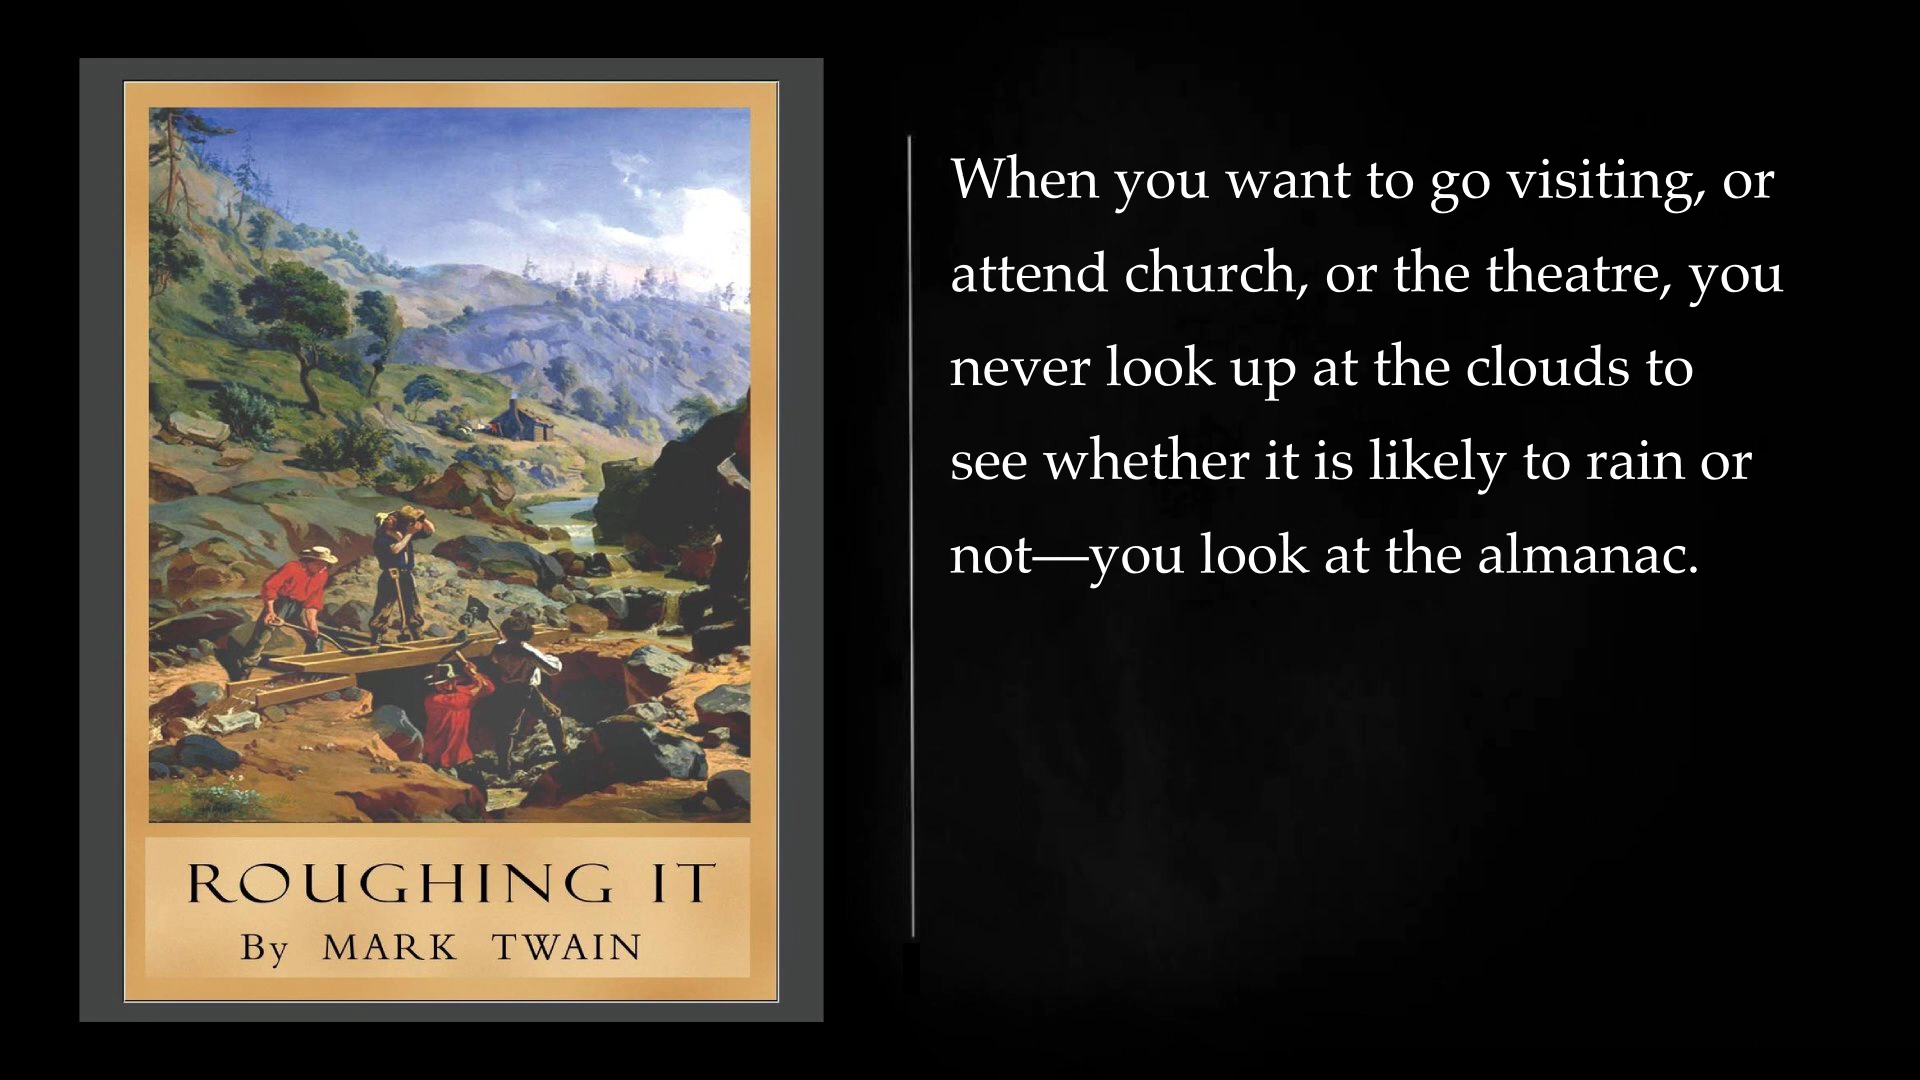 When you want to go visiting, or
attend church, or the theatre, you
never look up at the clouds to
see whether it is likely to rain or
not—you look at the almanac.
ROUGHING IT
By MARK TWAIN